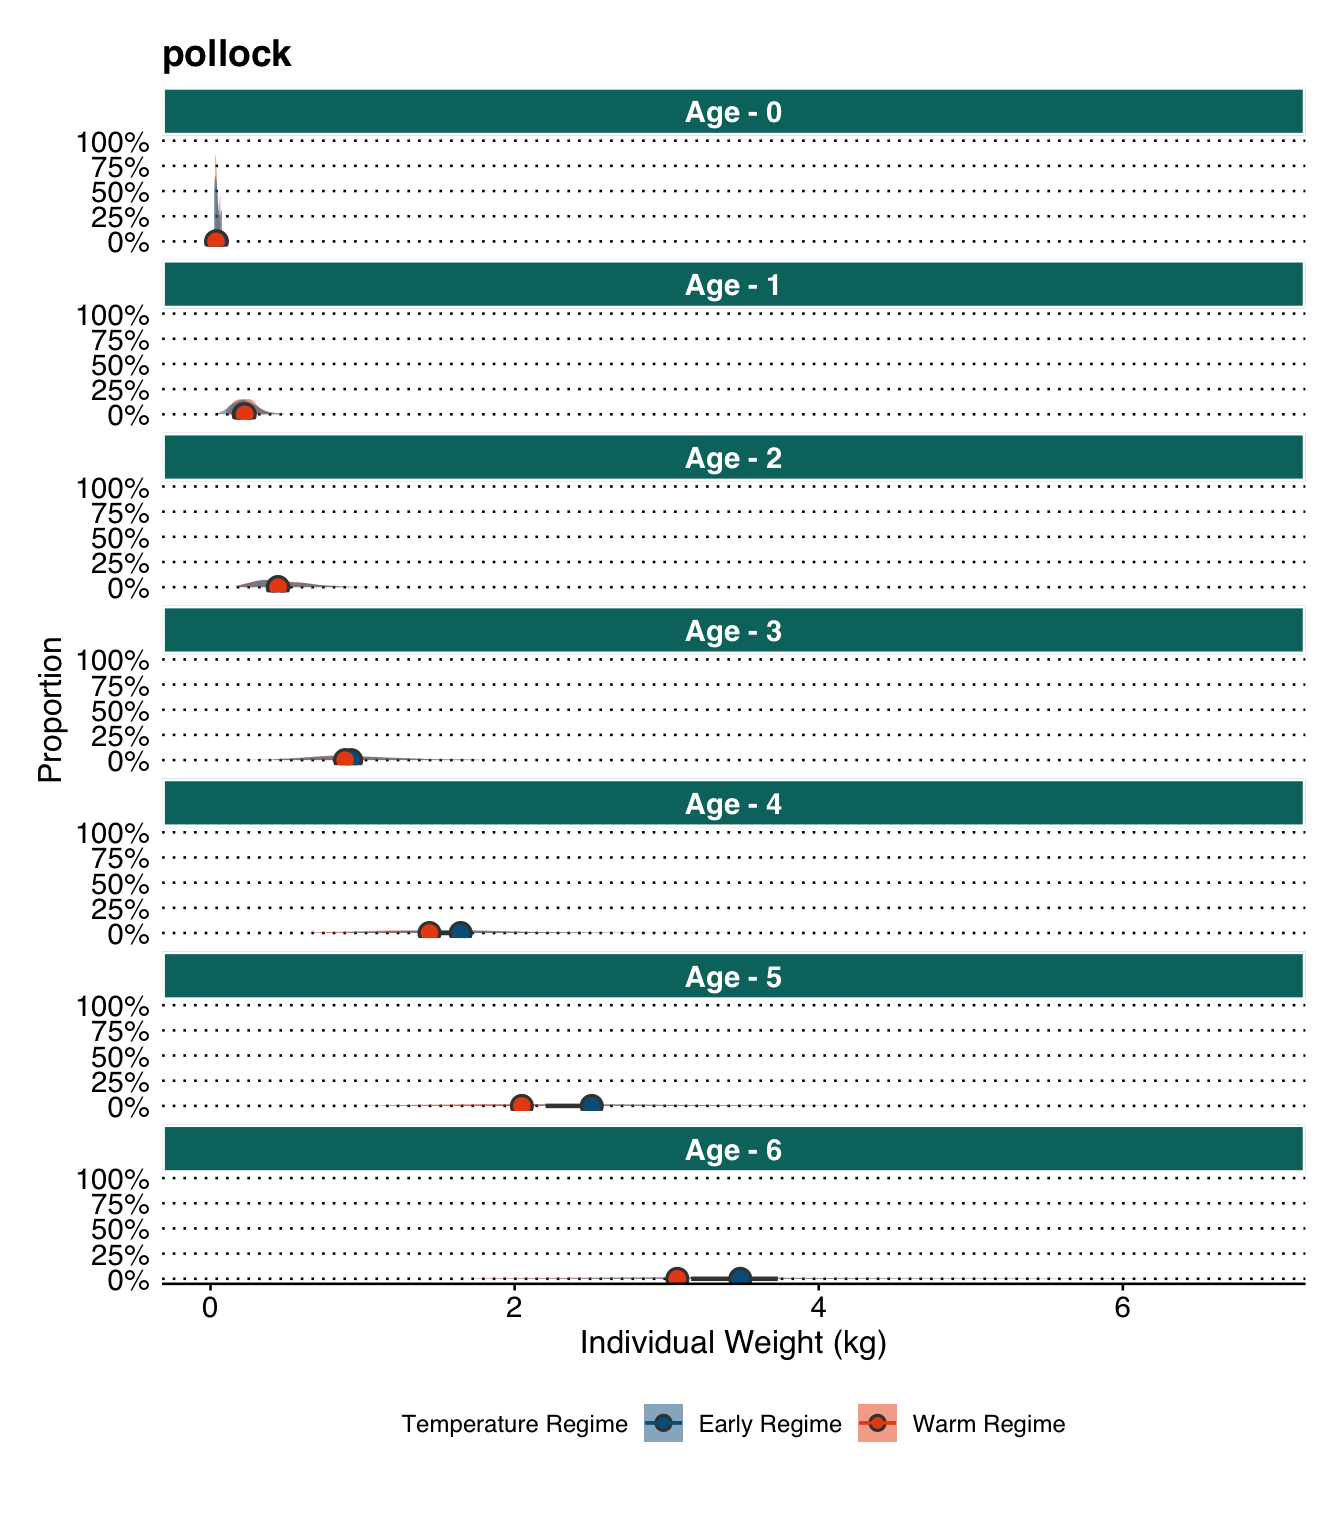 pollock
Age - 0
100%
75%
50%
25%
0%
Age - 1
100%
75%
50%
25%
0%
Age - 2
100%
75%
50%
25%
0%
Age - 3
100%
75%
50%
25%
0%
Age - 4
100%
75%
50%
25%
0%
Age - 5
100%
75%
50%
25%
0%
Age - 6
100%
75%
50%
25%
0%
Proportion
0 2 4 6
Individual Weight (kg)
Temperature Regime Early Regime Warm Regime